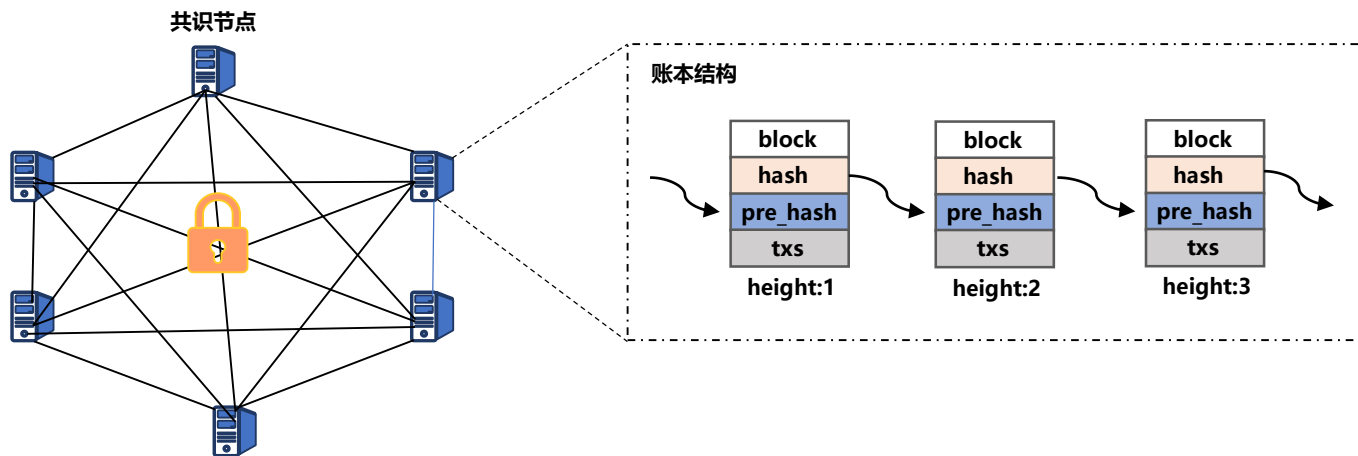 共识节点
账本结构
block
hash
pre_hash
txs
height:1
block
hash
pre_hash
txs
height:2
block
hash
pre_hash
txs
height:3